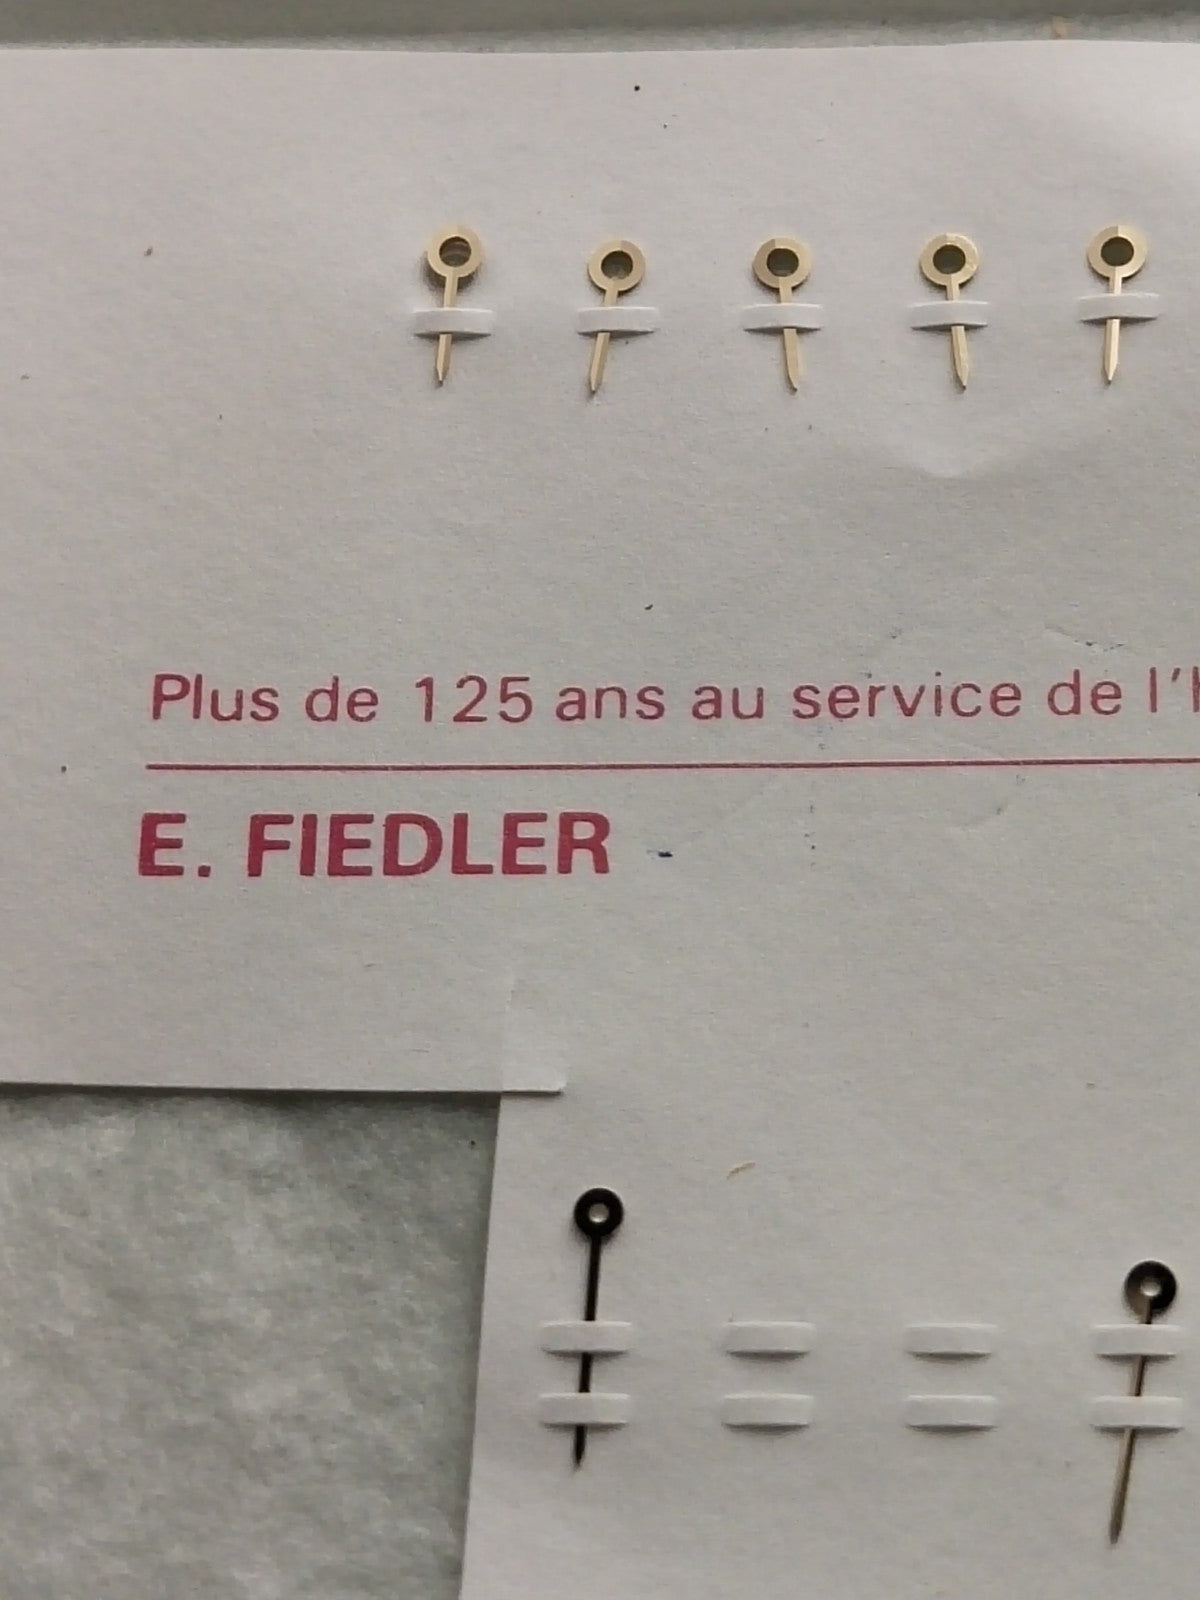 Plus de 125 ans au service de l'
E. FIEDLER